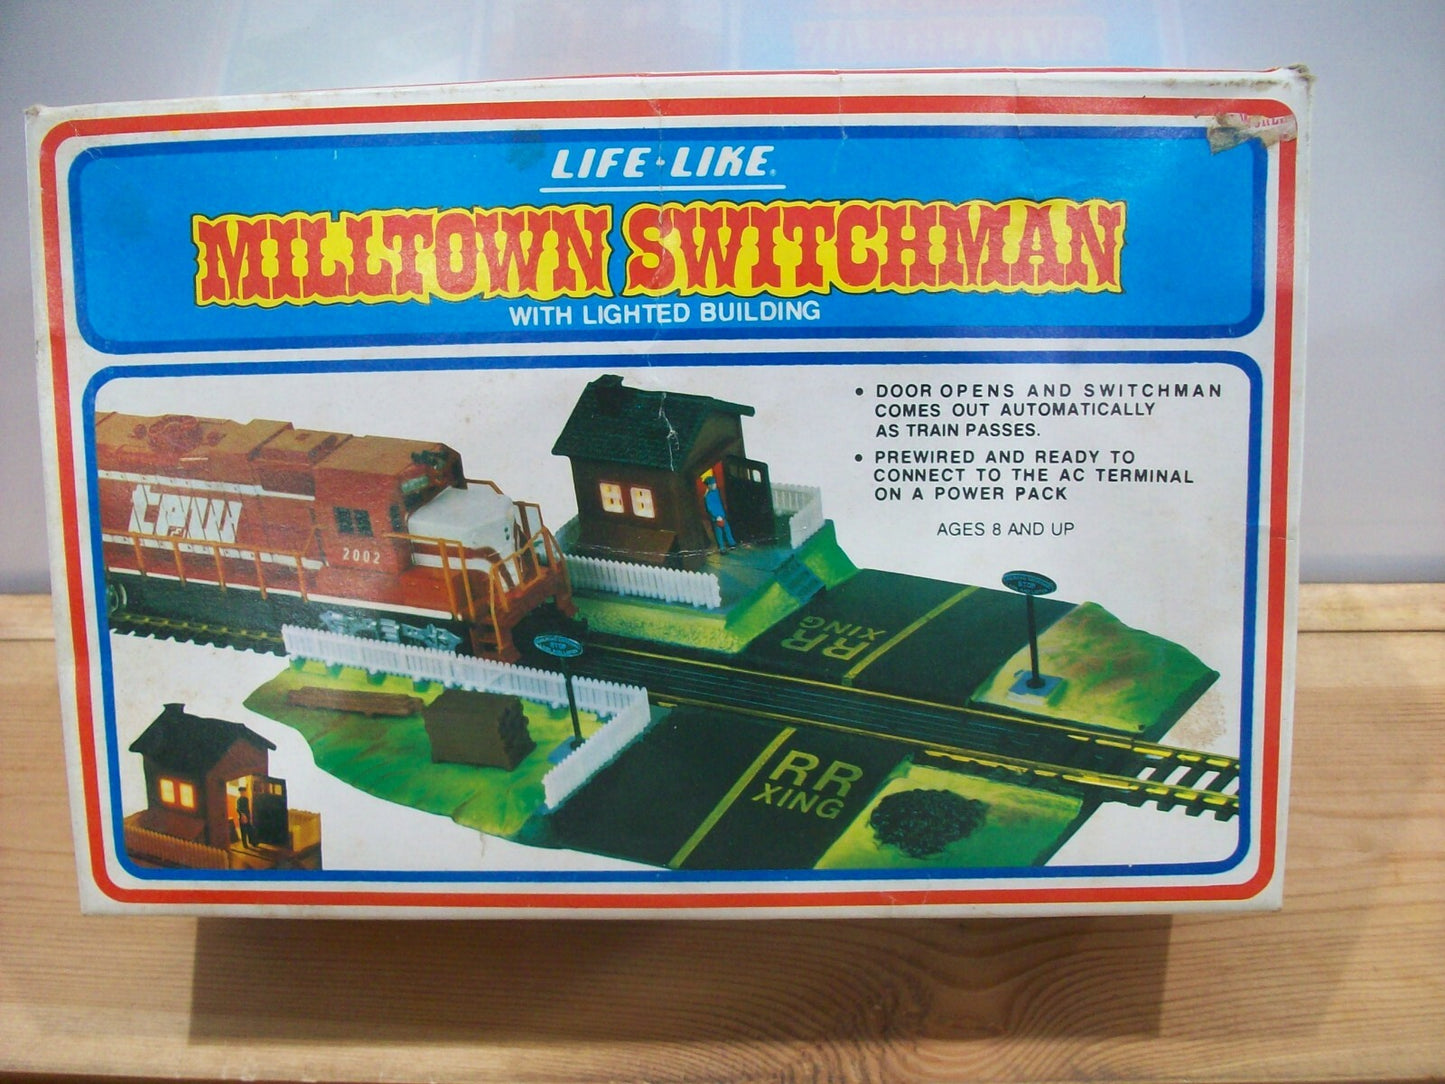 LIFE·LIKE®
MILLTOWN SWITCHMAN
WITH LIGHTED BUILDING
• DOOR OPENS AND SWITCHMAN
COMES OUT AUTOMATICALLY
AS TRAIN PASSES.
• PREWIRED AND READY TO
CONNECT TO THE AC TERMINAL
ON A POWER PACK
AGES 8 AND UP
TP&W
2002
RR
XING
RR
XING